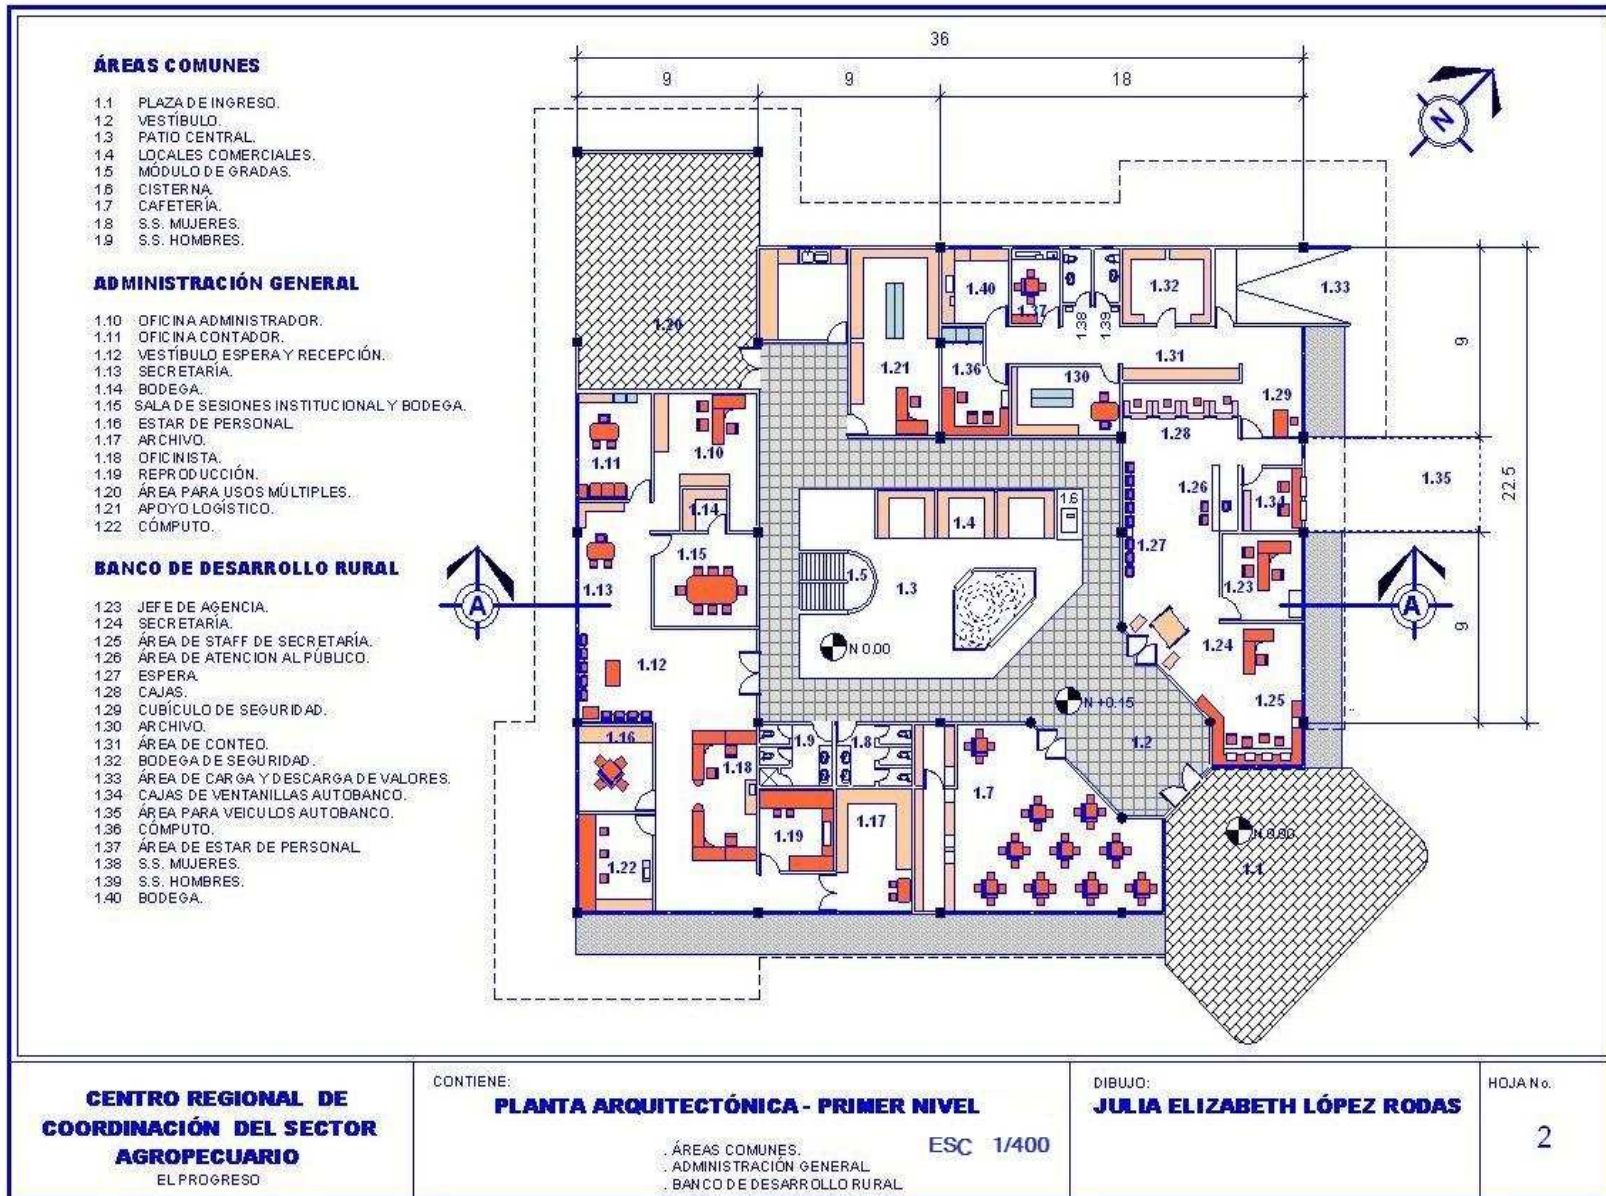 ÁREAS COMUNES
1.1 PLAZA DE INGRESO.
1.2 VESTÍBULO.
1.3 PATIO CENTRAL.
1.4 LOCALES COMERCIALES.
1.5 MÓDULO DE GRADAS.
1.6 CISTERNA.
1.7 CAFETERÍA.
1.8 S.S. MUJERES.
1.9 S.S. HOMBRES.
ADMINISTRACIÓN GENERAL
1.10 OFICINA ADMINISTRADOR.
1.11 OFICINA CONTADOR.
1.12 VESTÍBULO ESPERA Y RECEPCIÓN.
1.13 SECRETARÍA.
1.14 BODEGA.
1.15 SALA DE SESIONES INSTITUCIONAL Y BODEGA.
1.16 ESTAR DE PERSONAL
1.17 ARCHIVO.
1.18 OFICINISTA.
1.19 REPRODUCCIÓN.
1.20 ÁREA PARA USOS MÚLTIPLES.
1.21 APOYO LOGÍSTICO.
1.22 CÓMPUTO.
BANCO DE DESARROLLO RURAL
1.23 JEFE DE AGENCIA.
1.24 SECRETARÍA.
1.25 ÁREA DE STAFF DE SECRETARÍA.
1.26 ÁREA DE ATENCION AL PÚBLICO.
1.27 ESPERA.
1.28 CAJAS.
1.29 CUBÍCULO DE SEGURIDAD.
1.30 ARCHIVO.
1.31 ÁREA DE CONTEO.
1.32 BODEGA DE SEGURIDAD.
1.33 ÁREA DE CARGA Y DESCARGA DE VALORES.
1.34 CAJAS DE VENTANILLAS AUTOBANCO.
1.35 ÁREA PARA VEICULOS AUTOBANCO.
1.36 CÓMPUTO.
1.37 ÁREA DE ESTAR DE PERSONAL
1.38 S.S. MUJERES.
1.39 S.S. HOMBRES.
1.40 BODEGA.
36
9 9 18
N
1.20
1.40
1.37
1.38
1.39
1.32
1.33
1.21
1.36
1.30
1.31
1.29
1.28
9
22.5
9
1.11
1.10
1.14
1.4
1.6
1.26
1.34
1.35
1.27
1.15
1.13
1.5
1.3
1.23
A
A
N 0.00
1.12
1.24
1.25
N +0.15
1.2
1.16
1.18
1.9
1.8
1.7
1.19
1.17
1.22
N 0.00
1.1
CENTRO REGIONAL DE
COORDINACIÓN DEL SECTOR
AGROPECUARIO
EL PROGRESO
CONTIENE:
PLANTA ARQUITECTÓNICA - PRIMER NIVEL
. ÁREAS COMUNES.
. ADMINISTRACIÓN GENERAL
. BANCO DE DESARROLLO RURAL
ESC 1/400
DIBUJO:
JULIA ELIZABETH LÓPEZ RODAS
HOJA No.
2